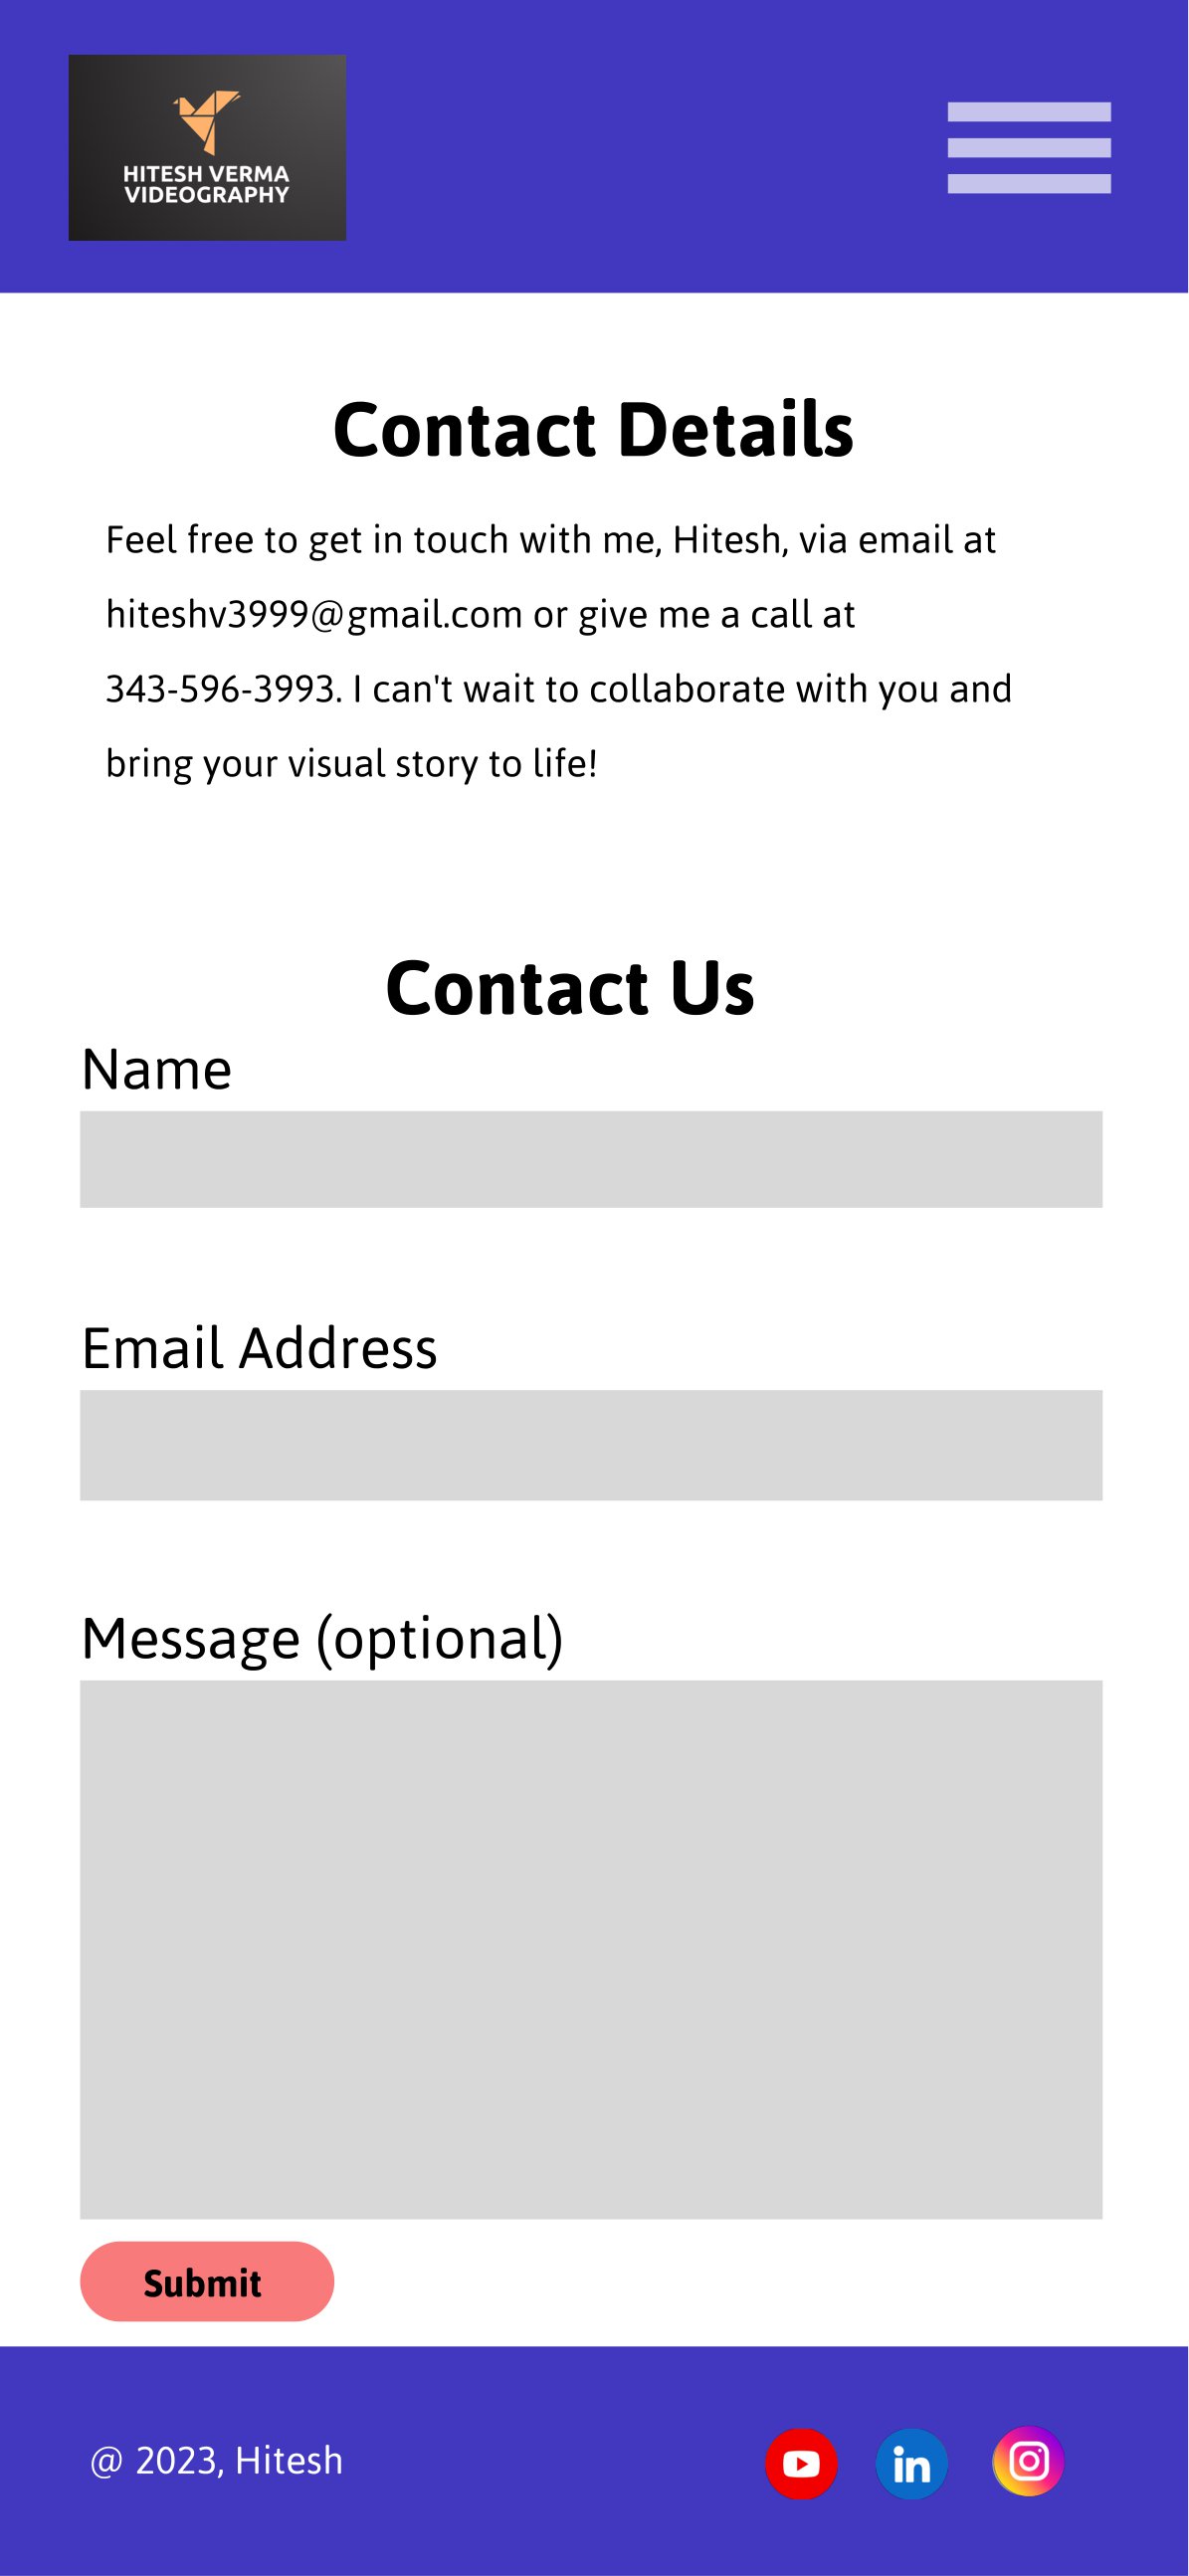 HITESH VERMA
VIDEOGRAPHY
Contact Details
Feel free to get in touch with me, Hitesh, via email at
hiteshv3999@gmail.com or give me a call at
343-596-3993. I can't wait to collaborate with you and
bring your visual story to life!
Contact Us
Name
Email Address
Message (optional)
Submit
@ 2023, Hitesh
in